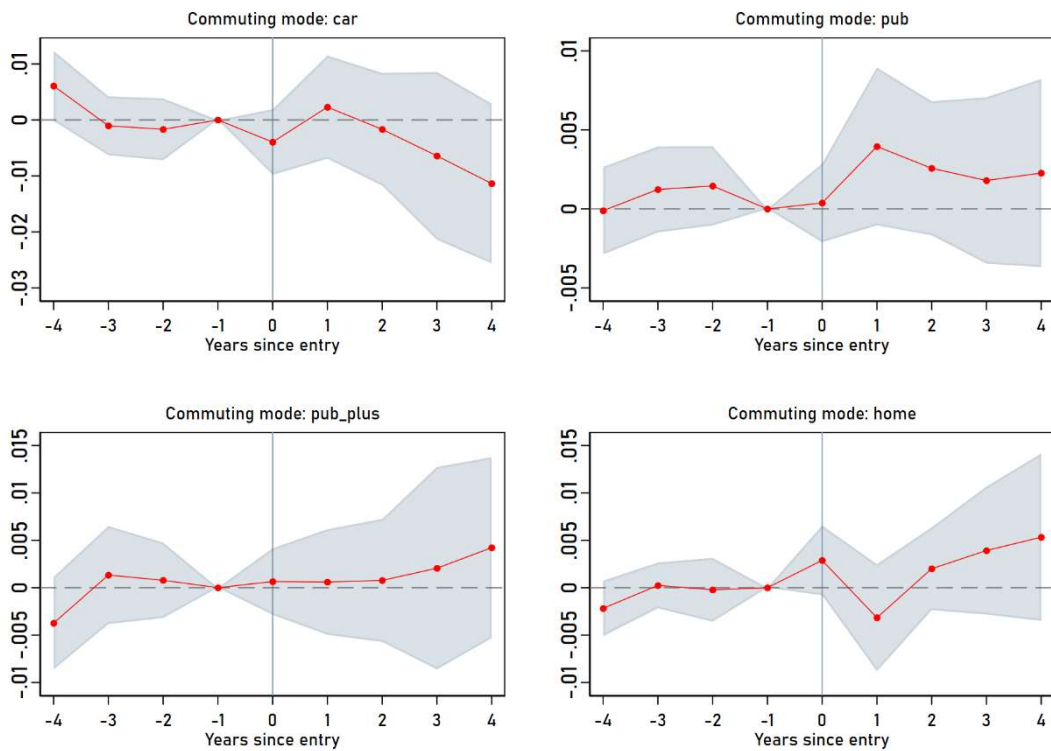 Commuting mode: car
.01
0
-.01
-.02
-.03
-4 -3 -2 -1 0 1 2 3 4
Years since entry
Commuting mode: pub
.01
.005
0
-.005
-4 -3 -2 -1 0 1 2 3 4
Years since entry
Commuting mode: pub_plus
.015
.01
.005
0
-.005
-.01
-4 -3 -2 -1 0 1 2 3 4
Years since entry
Commuting mode: home
.015
.01
.005
0
-.005
-.01
-4 -3 -2 -1 0 1 2 3 4
Years since entry